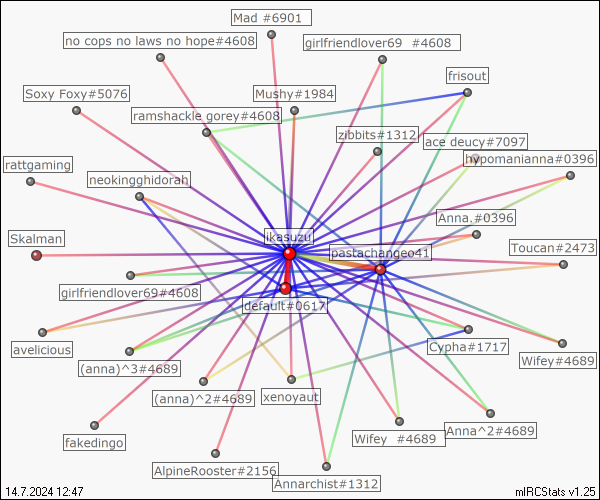 Mad #6901
no cops no laws no hope#4608
girlfriendlover69  #4608
frisout
Soxy Foxy#5076
Mushy#1984
ramshackle gorey#4608
zibbits#1312
ace deucy#7097
hypomanianna#0396
rattgaming
neokingghidorah
Anna.#0396
Skalman
ikasuzu
pastachangeo41
Toucan#2473
girlfriendlover69#4608
default#0617
avelicious
Cypha#1717
Wifey#4689
(anna)^3#4689
(anna)^2#4689
xenoyaut
fakedingo
Wifey  #4689
Anna^2#4689
AlpineRooster#2156
Annarchist#1312
14.7.2024 12:47
mIRCStats v1.25